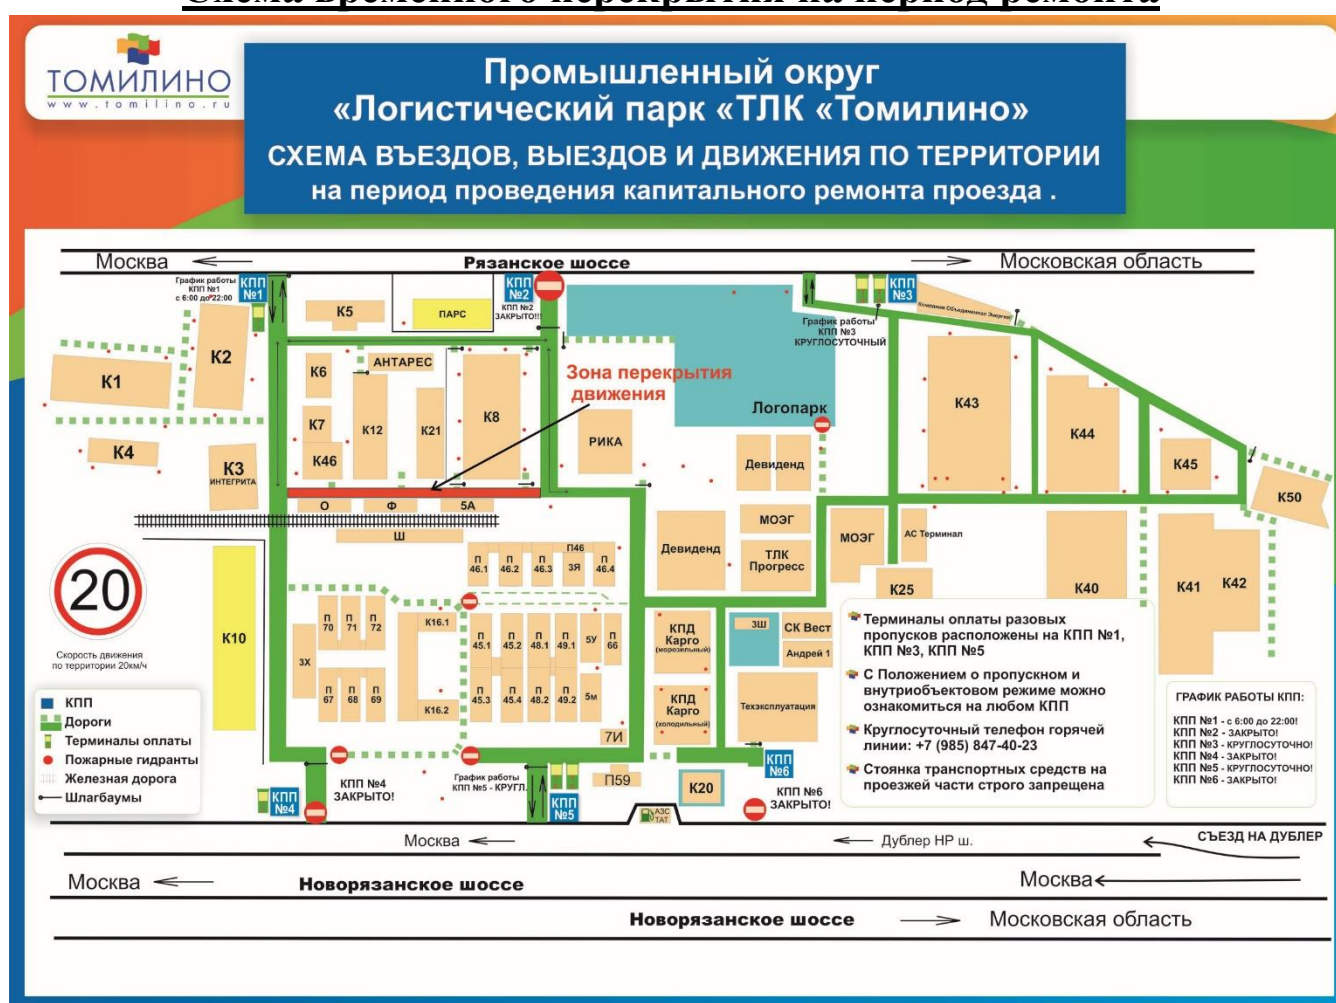 Схема временного перекрытия на период ремонта
ТОМИЛИНО
www.tomilino.ru
Промышленный округ
«Логистический парк «ТЛК «Томилино»
СХЕМА ВЪЕЗДОВ, ВЫЕЗДОВ И ДВИЖЕНИЯ ПО ТЕРРИТОРИИ
на период проведения капитального ремонта проезда .
Москва
Рязанское шоссе
Московская область
График работы
КПП №1
с 6:00 до 22:00
КПП
№1
КПП
№2
КПП №2
ЗАКРЫТО!!!
КПП
№3
График работы
КПП №3
КРУГЛОСУТОЧНЫЙ
Компания Объединенная Энергия
К5
ПАРС
К2
К1
К6
АНТАРЕС
Зона перекрытия
движения
К7
К12
К21
К8
РИКА
Логопарк
К43
К44
К45
К4
К3
ИНТЕГРИТА
К46
Девиденд
К50
О
Ф
5А
Ш
Девиденд
МОЭГ
ТЛК
Прогресс
МОЭГ
АС Терминал
К25
К40
К41
К42
П
46.1
П
46.2
П
46.3
П46
3Я
П
46.4
20
Скорость движения
по территории 20км/ч
К10
3Х
П
70
П
71
П
72
К16.1
П
67
П
68
П
69
К16.2
П
45.1
П
45.2
П
48.1
П
49.1
5У
П
66
П
45.3
П
45.4
П
48.2
П
49.2
5м
КПД
Карго
(морозильный)
КПД
Карго
(холодильный)
3Ш
СК Вест
Андрей 1
Техэксплуатация
7И
П59
К20
Терминалы оплаты разовых
пропусков расположены на КПП №1,
КПП №3, КПП №5
С Положением о пропускном и
внутриобъектовом режиме можно
ознакомиться на любом КПП
Круглосуточный телефон горячей
линии: +7 (985) 847-40-23
Стоянка транспортных средств на
проезжей части строго запрещена
ГРАФИК РАБОТЫ КПП:
КПП №1 - с 6:00 до 22:00!
КПП №2 - ЗАКРЫТО!
КПП №3 - КРУГЛОСУТОЧНО!
КПП №4 - ЗАКРЫТО!
КПП №5 - КРУГЛОСУТОЧНО!
КПП №6 - ЗАКРЫТО!
КПП
Дороги
Терминалы оплаты
Пожарные гидранты
Железная дорога
Шлагбаумы
КПП
№4
КПП №4
ЗАКРЫТО!
График работы
КПП №5 - КРУГЛ.
КПП
№5
АЗС
ТАТ
КПП
№6
КПП №6
ЗАКРЫТО!
Москва
Дублер НР ш.
СЪЕЗД НА ДУБЛЕР
Москва
Новорязанское шоссе
Москва
Новорязанское шоссе
Московская область